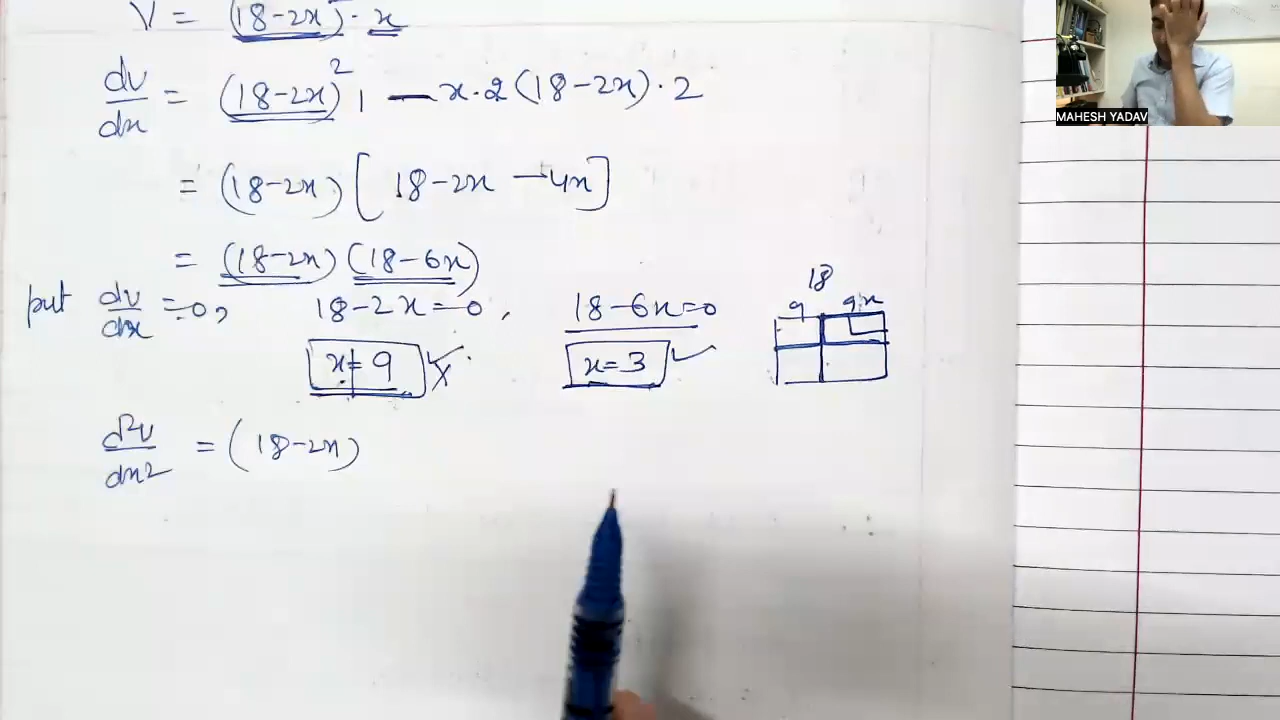 V = (18-2x)² · x
dv/dx = (18-2x)² 1 — x · 2 (18-2x) · 2
= (18-2x) [ 18-2x - 4x ]
= (18-2x) (18-6x)
put dv/dx = 0, 18-2x = 0, 18-6x = 0
x ≠ 9 x = 3
18
9 9 x
d²v/dx² = (18-2x)
MAHESH YADAV